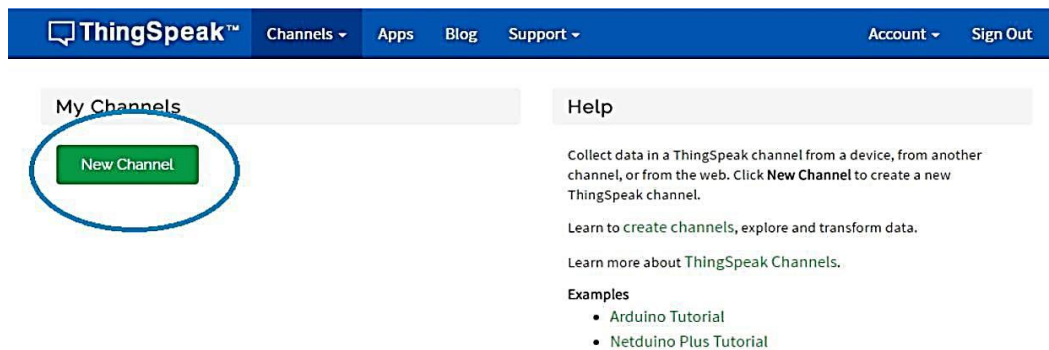 ThingSpeak™ Channels Apps Blog Support Account Sign Out
My Channels
New Channel
Help
Collect data in a ThingSpeak channel from a device, from another
channel, or from the web. Click New Channel to create a new
ThingSpeak channel.
Learn to create channels, explore and transform data.
Learn more about ThingSpeak Channels.
Examples
• Arduino Tutorial
• Netduino Plus Tutorial